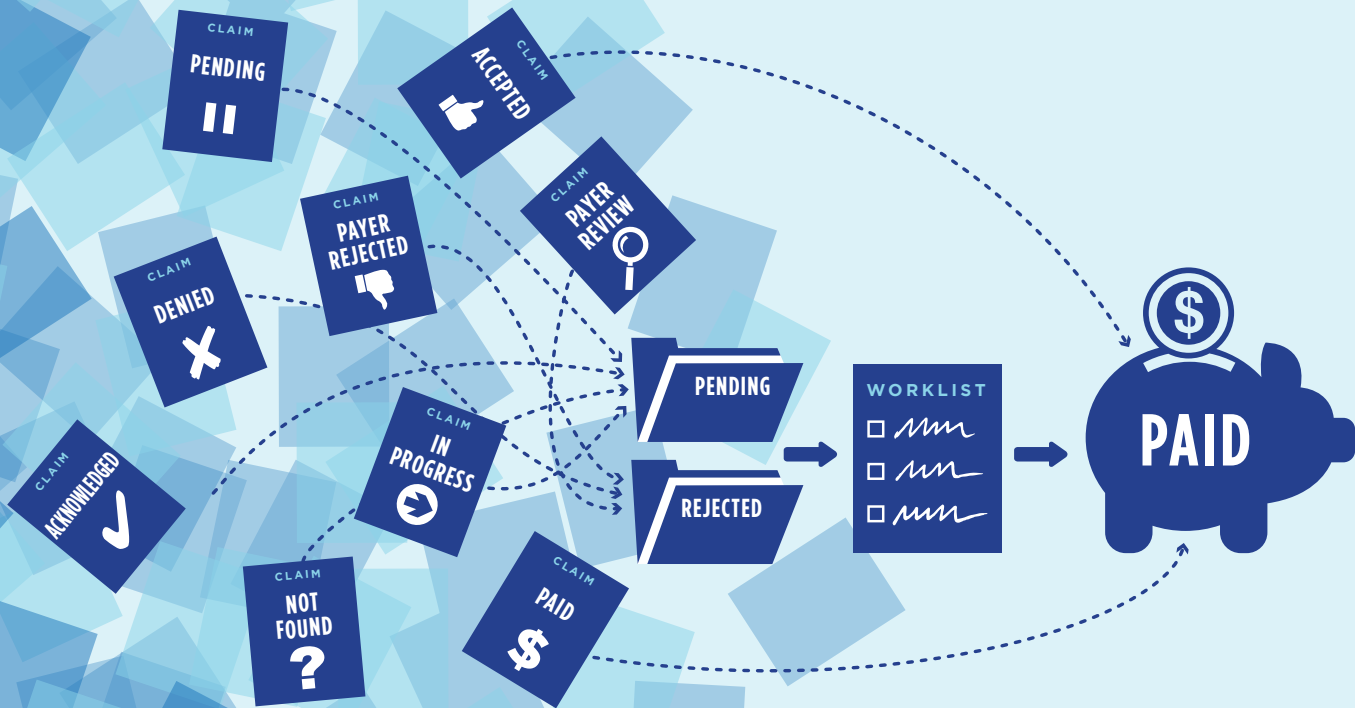 CLAIM
PENDING
CLAIM
ACCEPTED
CLAIM
PAYER
REVIEW
CLAIM
PAYER
REJECTED
CLAIM
DENIED
CLAIM
IN
PROGRESS
CLAIM
ACKNOWLEDGED
CLAIM
NOT
FOUND
?
CLAIM
PAID
$
PENDING
REJECTED
WORKLIST
$
PAID